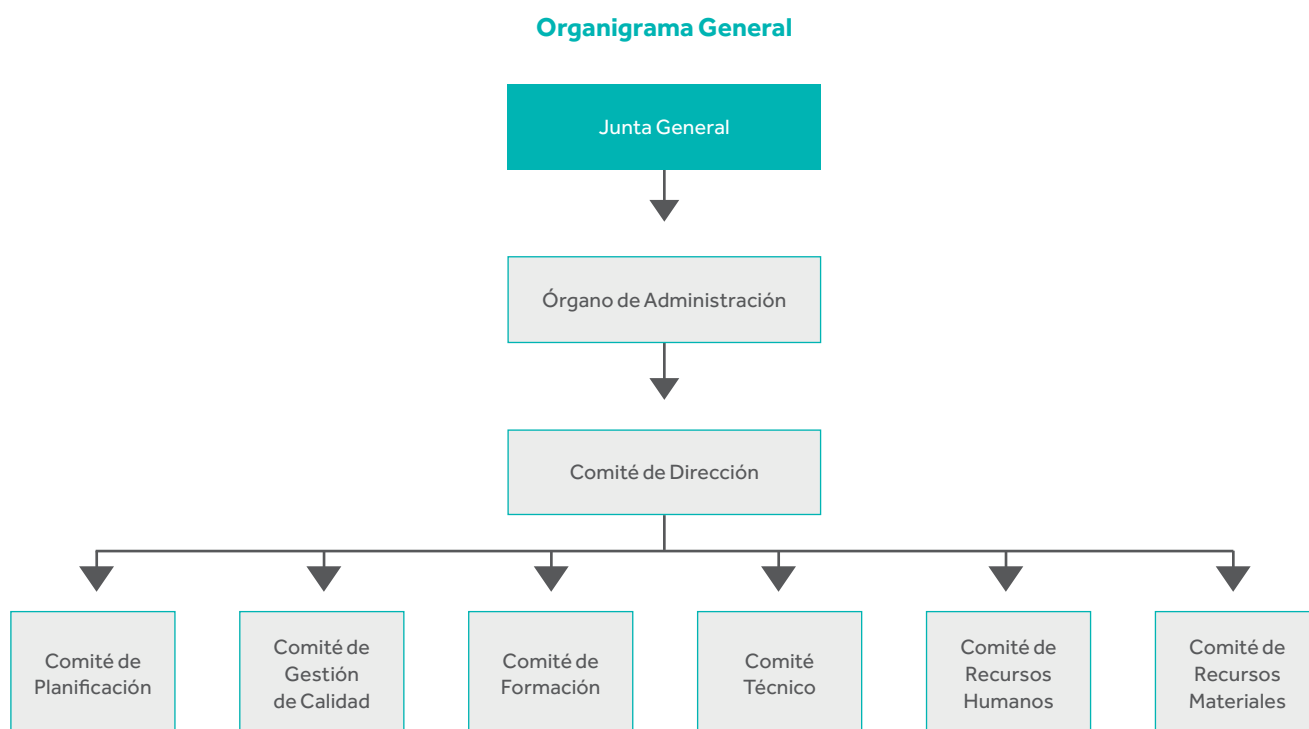 Organigrama General
Junta General
Órgano de Administración
Comité de Dirección
Comité de
Planificación
Comité de
Gestión
de Calidad
Comité de
Formación
Comité
Técnico
Comité de
Recursos
Humanos
Comité de
Recursos
Materiales